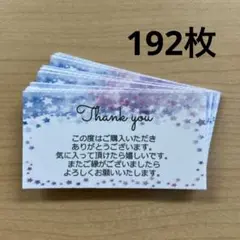 192枚
Thank you
この度はご購入いただき
ありがとうございます。
気に入って頂けたら嬉しいです。
またご縁がございましたら
よろしくお願いいたします。